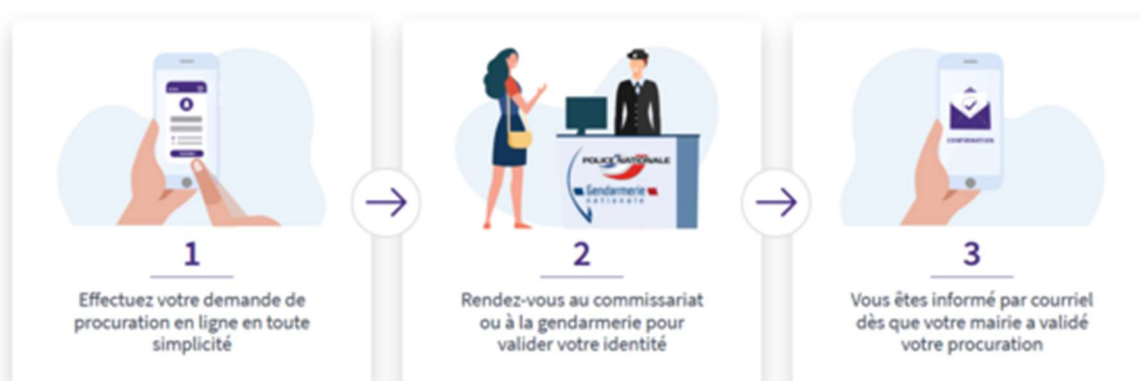 CONFIRMATION
POLICE NATIONALE
Gendarmerie
nationale
1
Effectuez votre demande de
procuration en ligne en toute
simplicité
2
Rendez-vous au commissariat
ou à la gendarmerie pour
valider votre identité
3
Vous êtes informé par courriel
dès que votre mairie a validé
votre procuration